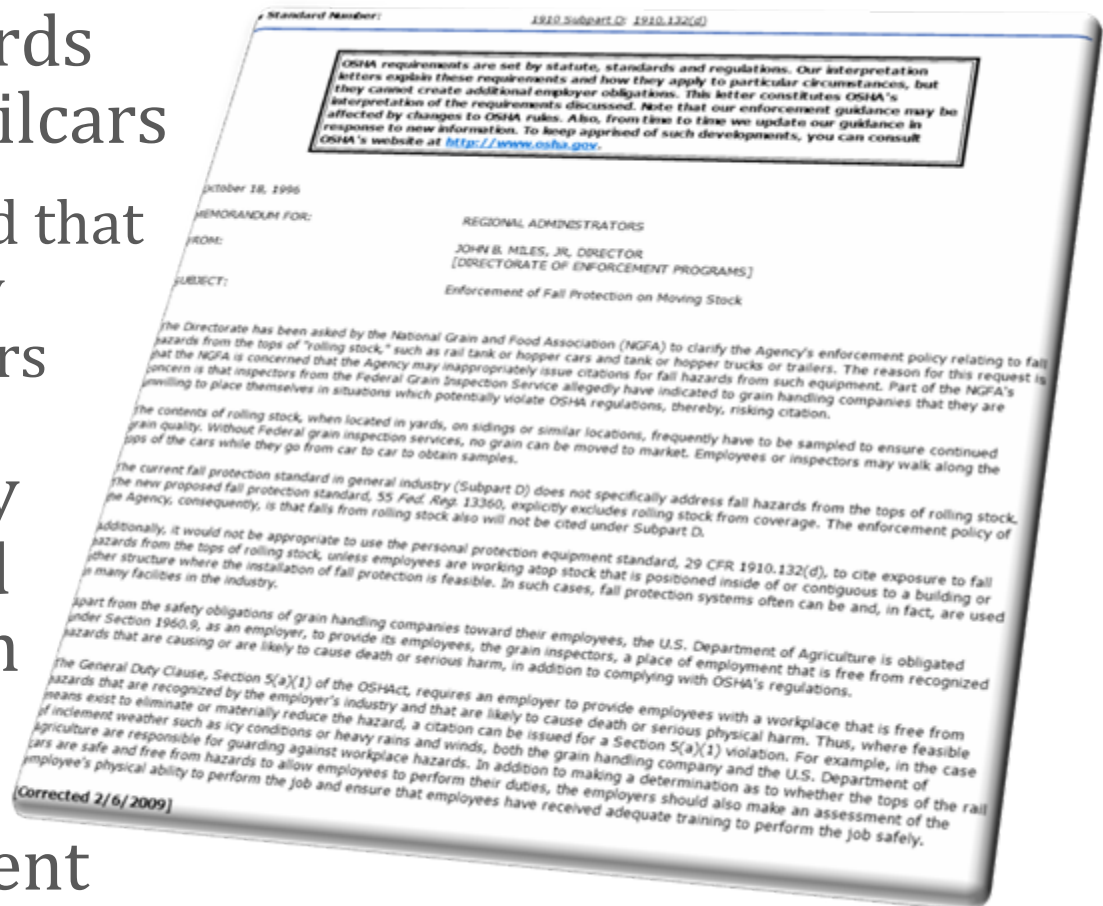 rds
ilcars
d that
rs
y
l
n
ent
Standard Number: 1910 Subpart D; 1910.132(d)
OSHA requirements are set by statute, standards and regulations. Our interpretation
letters explain these requirements and how they apply to particular circumstances, but
they cannot create additional employer obligations. This letter constitutes OSHA's
interpretation of the requirements discussed. Note that our enforcement guidance may be
affected by changes to OSHA rules. Also, from time to time we update our guidance in
response to new information. To keep apprised of such developments, you can consult
OSHA's website at http://www.osha.gov.
October 18, 1996
MEMORANDUM FOR: REGIONAL ADMINISTRATORS
FROM: JOHN B. MILES, JR, DIRECTOR
[DIRECTORATE OF ENFORCEMENT PROGRAMS]
SUBJECT: Enforcement of Fall Protection on Moving Stock
The Directorate has been asked by the National Grain and Food Association (NGFA) to clarify the Agency's enforcement policy relating to fall
hazards from the tops of "rolling stock," such as rail tank or hopper cars and tank or hopper trucks or trailers. The reason for this request is
that the NGFA is concerned that the Agency may inappropriately issue citations for fall hazards from such equipment. Part of the NGFA's
concern is that inspectors from the Federal Grain Inspection Service allegedly have indicated to grain handling companies that they are
unwilling to place themselves in situations which potentially violate OSHA regulations, thereby, risking citation.
The contents of rolling stock, when located in yards, on sidings or similar locations, frequently have to be sampled to ensure continued
grain quality. Without Federal grain inspection services, no grain can be moved to market. Employees or inspectors may walk along the
tops of the cars while they go from car to car to obtain samples.
The current fall protection standard in general industry (Subpart D) does not specifically address fall hazards from the tops of rolling stock.
The new proposed fall protection standard, 55 Fed. Reg. 13360, explicitly excludes rolling stock from coverage. The enforcement policy of
the Agency, consequently, is that falls from rolling stock also will not be cited under Subpart D.
Additionally, it would not be appropriate to use the personal protection equipment standard, 29 CFR 1910.132(d), to cite exposure to fall
hazards from the tops of rolling stock, unless employees are working atop stock that is positioned inside of or contiguous to a building or
other structure where the installation of fall protection is feasible. In such cases, fall protection systems often can be and, in fact, are used
in many facilities in the industry.
Apart from the safety obligations of grain handling companies toward their employees, the U.S. Department of Agriculture is obligated
under Section 1960.9, as an employer, to provide its employees, the grain inspectors, a place of employment that is free from recognized
hazards that are causing or are likely to cause death or serious harm, in addition to complying with OSHA's regulations.
The General Duty Clause, Section 5(a)(1) of the OSHAct, requires an employer to provide employees with a workplace that is free from
hazards that are recognized by the employer's industry and that are likely to cause death or serious physical harm. Thus, where feasible
means exist to eliminate or materially reduce the hazard, a citation can be issued for a Section 5(a)(1) violation. For example, in the case
of inclement weather such as icy conditions or heavy rains and winds, both the grain handling company and the U.S. Department of
Agriculture are responsible for guarding against workplace hazards. In addition to making a determination as to whether the tops of the rail
cars are safe and free from hazards to allow employees to perform their duties, the employers should also make an assessment of the
employee's physical ability to perform the job and ensure that employees have received adequate training to perform the job safely.
[Corrected 2/6/2009]